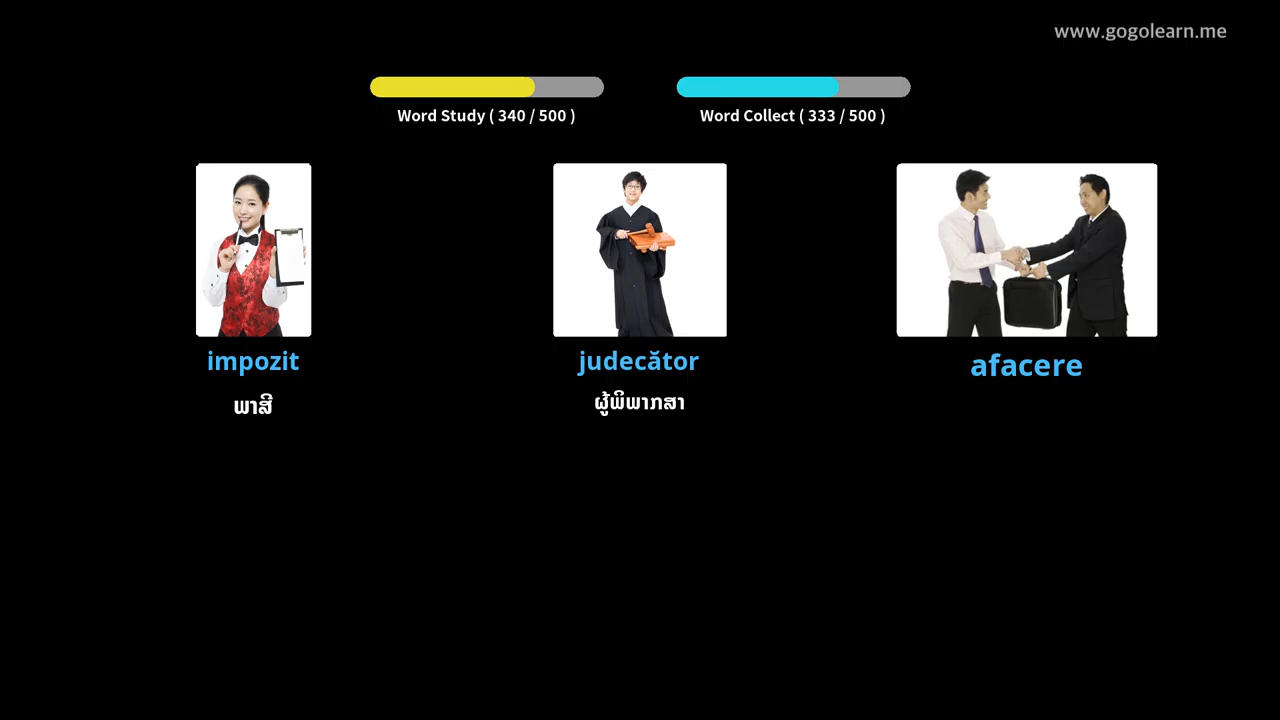 www.gogolearn.me
Word Study ( 340 / 500 )
Word Collect ( 333 / 500 )
impozit
ພາສີ
judecător
ຜູ້ພິພາກສາ
afacere